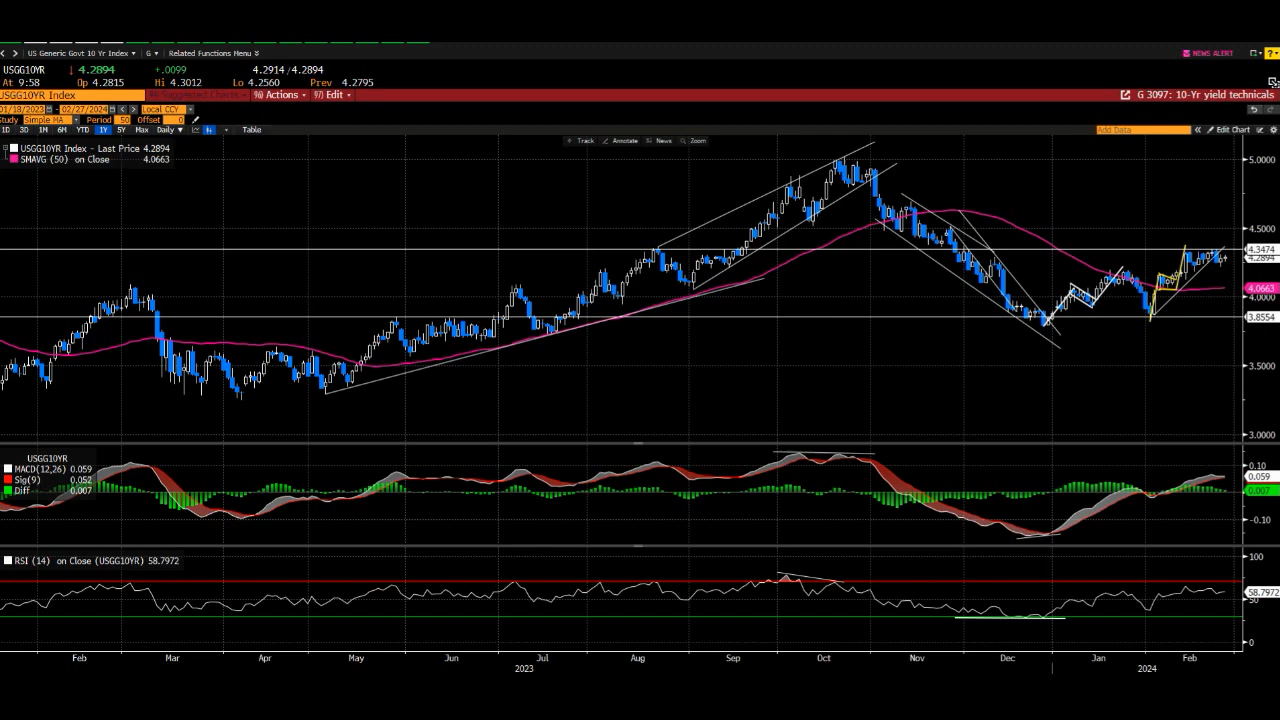 US Generic Govt 10 Yr Index G Related Functions Menu NEWS ALERT ?
USGG10YR 4.2894 +.0099 4.2914/4.2894
At 9:58 Op 4.2815 Hi 4.3012 Lo 4.2560 Prev 4.2795
USGG10YR Index Suggested Charts 96) Actions 97) Edit G 3097: 10-Yr yield technicals
01/18/2023 - 02/27/2024 Local CCY
Study Simple MA Period 50 Offset 0
1D 3D 1M 6M YTD 1Y 5Y Max Daily Table Add Data Edit Chart
Track Annotate News Zoom
USGG10YR Index - Last Price 4.2894
SMAVG (50) on Close 4.0663
5.0000
4.5000
4.3474
4.2894
4.0663
4.0000
3.8554
3.5000
3.0000
USGG10YR
MACD(12,26) 0.059
Sig(9) 0.052
Diff 0.007
0.10
0.059
0.007
-0.10
RSI (14) on Close (USGG10YR) 58.7972
100
58.7972
50
0
Feb Mar Apr May Jun Jul Aug Sep Oct Nov Dec Jan Feb
2023 2024